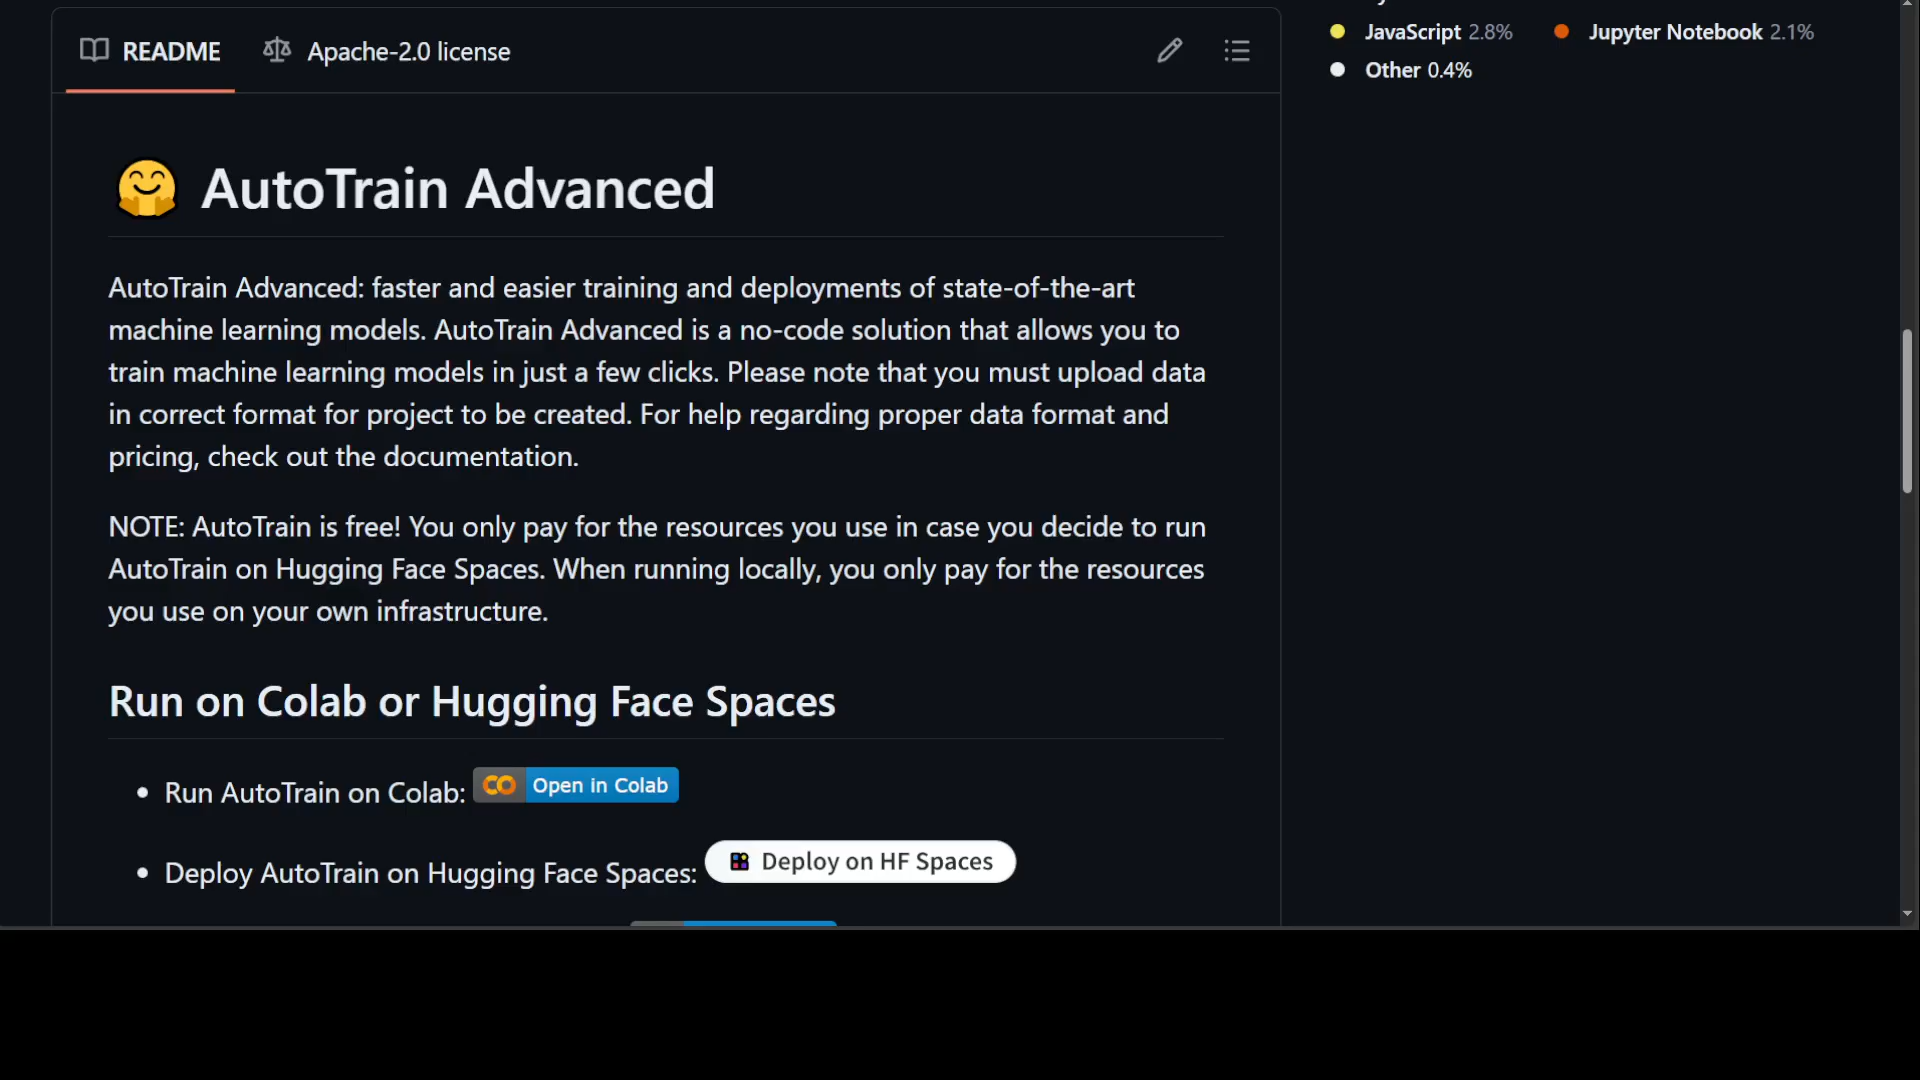 README
Apache-2.0 license
JavaScript 2.8%
Jupyter Notebook 2.1%
Other 0.4%
🤗 AutoTrain Advanced
AutoTrain Advanced: faster and easier training and deployments of state-of-the-art
machine learning models. AutoTrain Advanced is a no-code solution that allows you to
train machine learning models in just a few clicks. Please note that you must upload data
in correct format for project to be created. For help regarding proper data format and
pricing, check out the documentation.
NOTE: AutoTrain is free! You only pay for the resources you use in case you decide to run
AutoTrain on Hugging Face Spaces. When running locally, you only pay for the resources
you use on your own infrastructure.
Run on Colab or Hugging Face Spaces
• Run AutoTrain on Colab: Open in Colab
• Deploy AutoTrain on Hugging Face Spaces: Deploy on HF Spaces